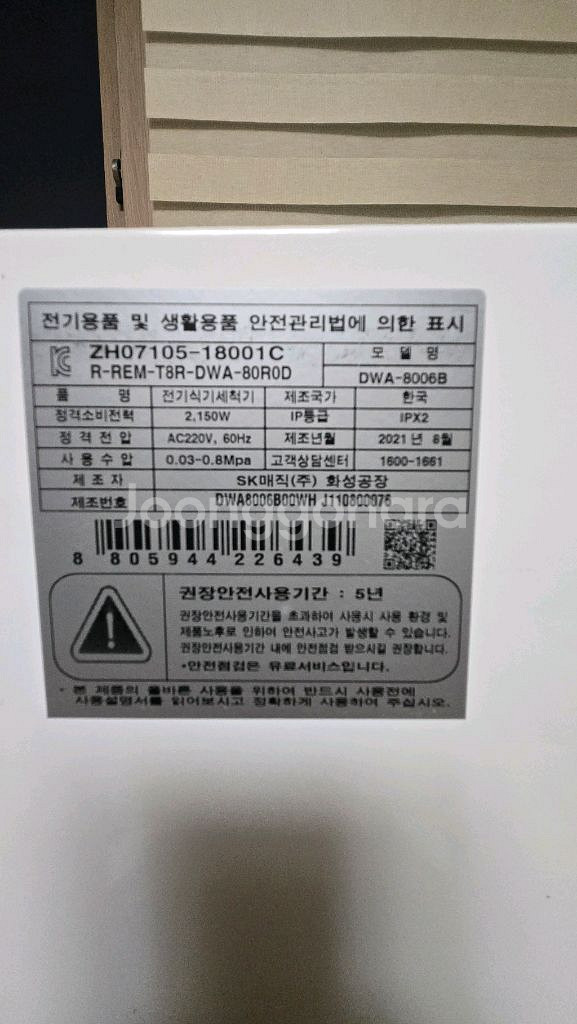 전기용품 및 생활용품 안전관리법에 의한 표시
ZH07105-18001C
R-REM-T8R-DWA-80R0D
모 델 명
DWA-8006B
품 명 전기식기세척기 제조국가 한국
정격소비전력 2,150W IP등급 IPX2
정 격 전 압 AC220V, 60Hz 제조년월 2021년 8월
사 용 수 압 0.03-0.8Mpa 고객상담센터 1600-1661
제 조 자 SK매직(주) 화성공장
제조번호 DWA8006B00WH J110800076
Joonggonara
8 805944 226439
권장안전사용기간 : 5년
권장안전사용기간을 초과하여 사용시 사용 환경 및
제품노후로 인하여 안전사고가 발생할 수 있습니다.
권장안전사용기간 내에 안전점검 받으시길 권장합니다.
•안전점검은 유료서비스입니다.
· 본 제품의 올바른 사용을 위하여 반드시 사용전에
사용설명서를 읽어보시고 정확하게 사용하여 주십시오.